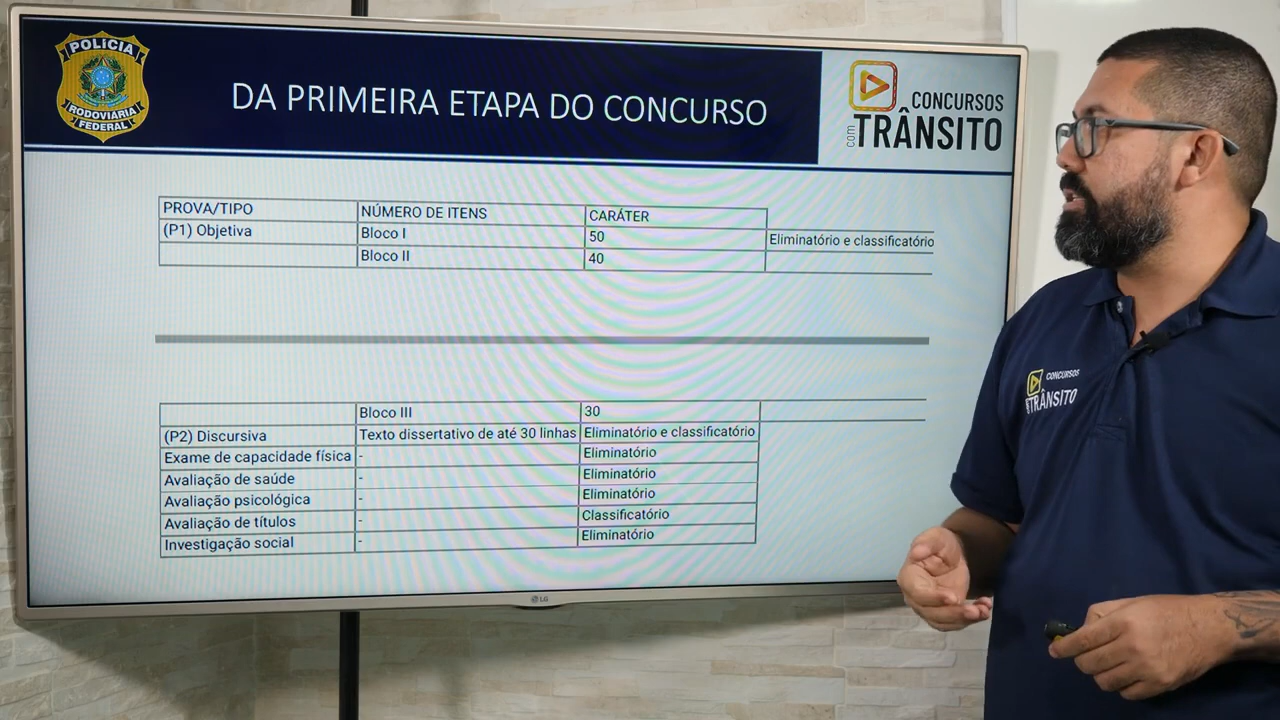 POLÍCIA
RODOVIÁRIA
FEDERAL
DA PRIMEIRA ETAPA DO CONCURSO
CONCURSOS
com TRÂNSITO
PROVA/TIPO NÚMERO DE ITENS CARÁTER
(P1) Objetiva Bloco I 50 Eliminatório e classificatório
Bloco II 40
Bloco III 30
(P2) Discursiva Texto dissertativo de até 30 linhas Eliminatório e classificatório
Exame de capacidade física - Eliminatório
Avaliação de saúde - Eliminatório
Avaliação psicológica - Eliminatório
Avaliação de títulos - Classificatório
Investigação social - Eliminatório
LG
CONCURSOS
TRÂNSITO